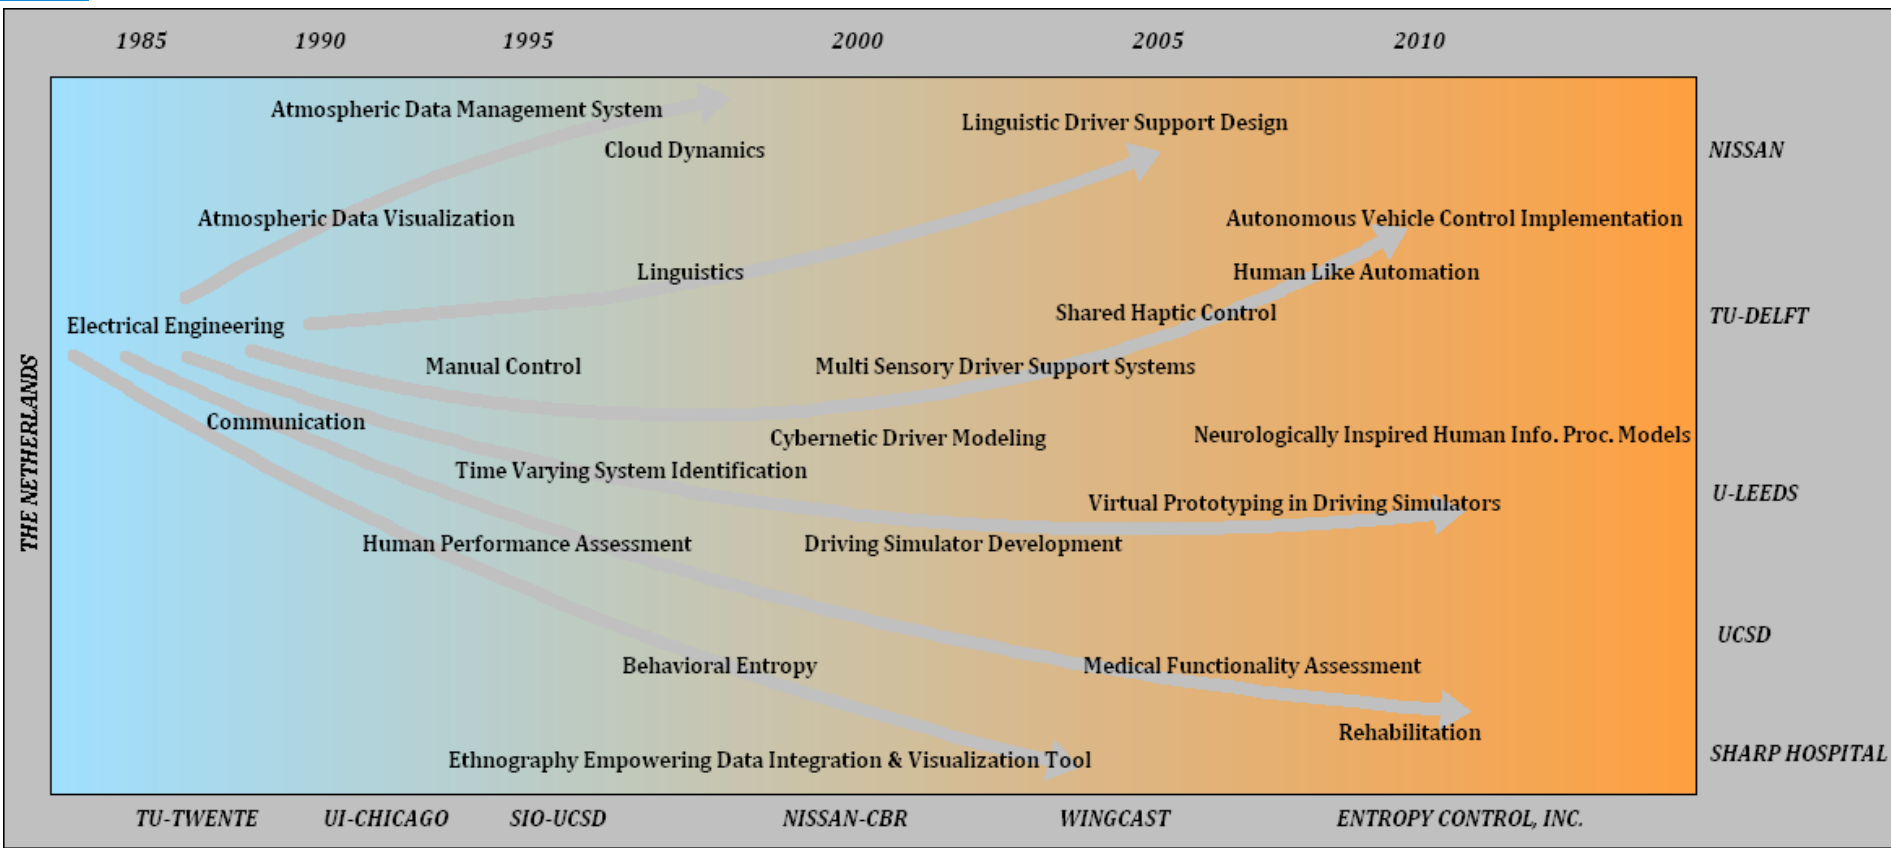 1985 1990 1995 2000 2005 2010
Atmospheric Data Management System
Linguistic Driver Support Design
Cloud Dynamics
NISSAN
Atmospheric Data Visualization
Autonomous Vehicle Control Implementation
Linguistics
Human Like Automation
Shared Haptic Control
TU-DELFT
Electrical Engineering
Manual Control
Multi Sensory Driver Support Systems
THE NETHERLANDS
Communication
Cybernetic Driver Modeling
Neurologically Inspired Human Info. Proc. Models
Time Varying System Identification
U-LEEDS
Virtual Prototyping in Driving Simulators
Human Performance Assessment
Driving Simulator Development
UCSD
Behavioral Entropy
Medical Functionality Assessment
Rehabilitation
Ethnography Empowering Data Integration & Visualization Tool
SHARP HOSPITAL
TU-TWENTE UI-CHICAGO SIO-UCSD NISSAN-CBR WINGCAST ENTROPY CONTROL, INC.